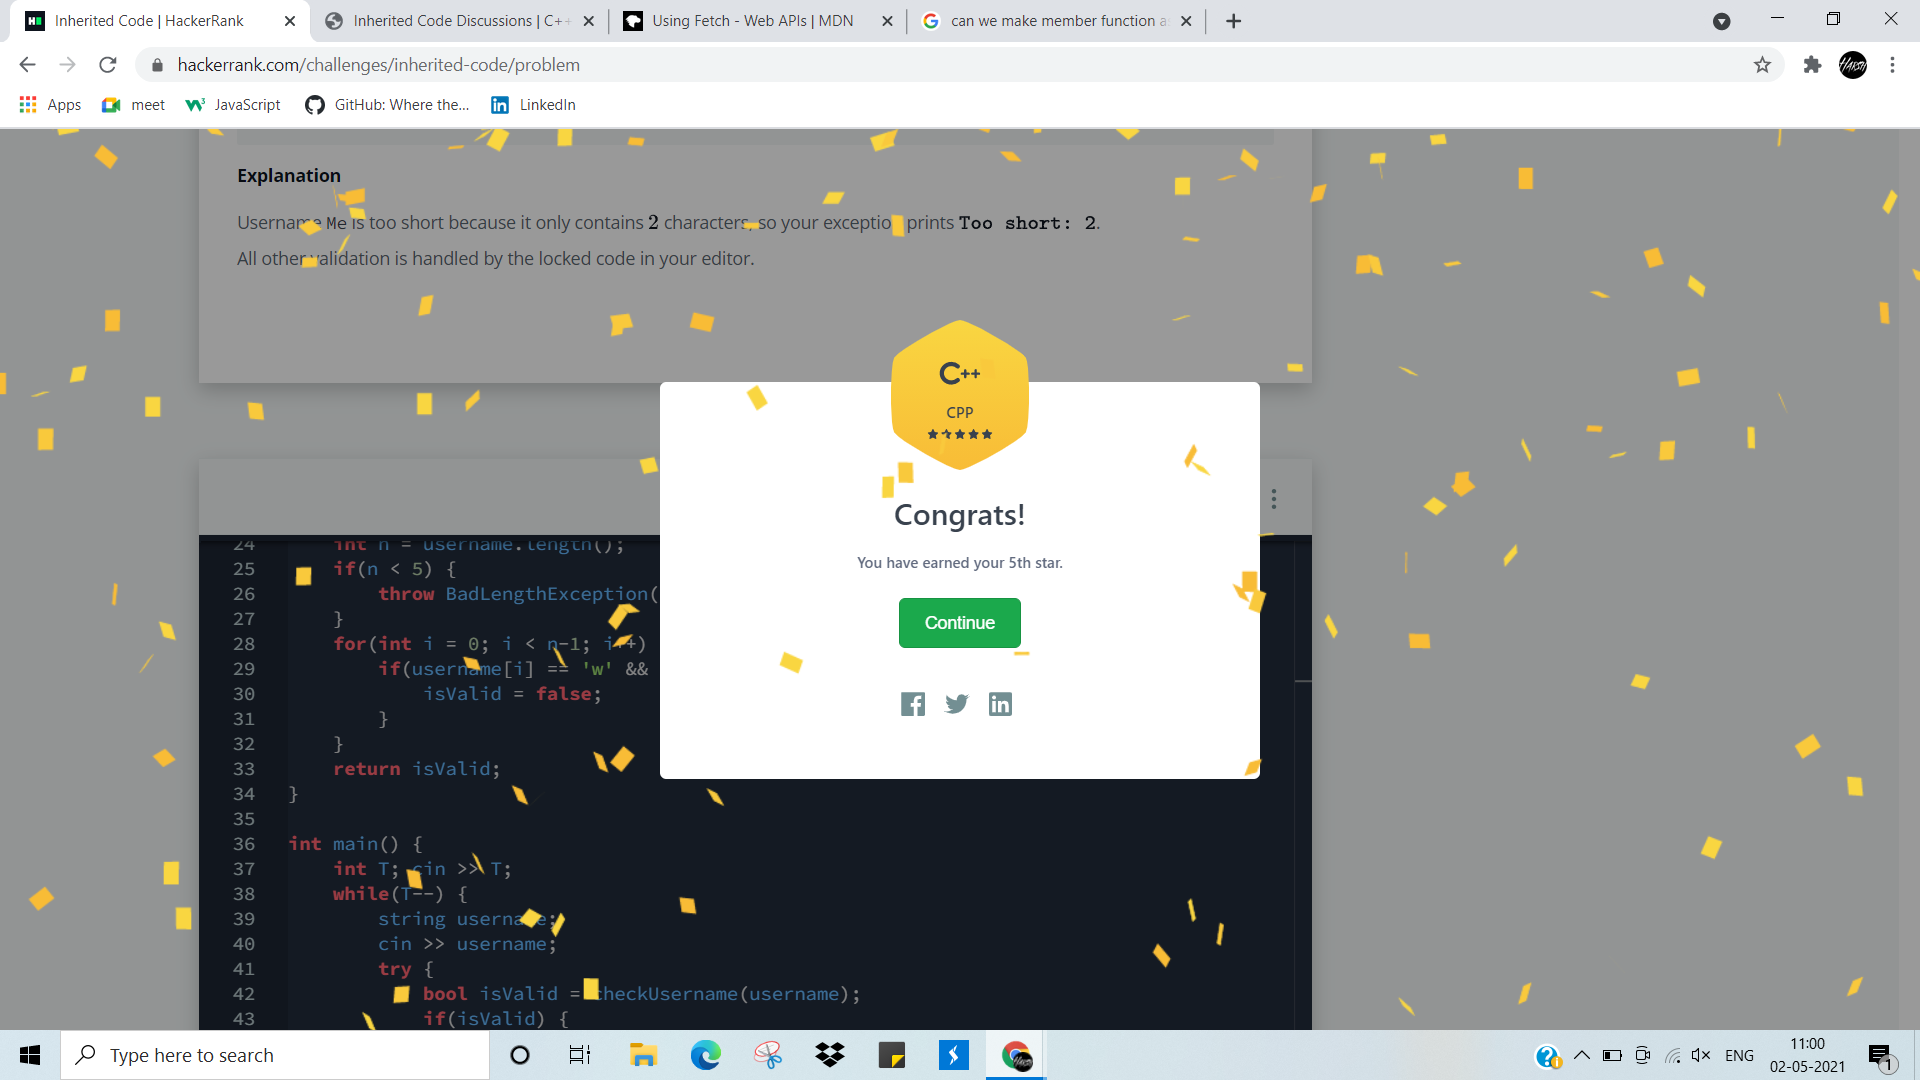 Inherited Code | HackerRank
Inherited Code Discussions | C++
Using Fetch - Web APIs | MDN
can we make member function a
hackerrank.com/challenges/inherited-code/problem
HARSH
Apps
meet
JavaScript
GitHub: Where the...
LinkedIn
Explanation
Username Me is too short because it only contains 2 characters, so your exception prints Too short: 2.
All other validation is handled by the locked code in your editor.
C++
CPP
Congrats!
You have earned your 5th star.
Continue
24 int n = username.length();
25 if(n < 5) {
26 throw BadLengthException(
27 }
28 for(int i = 0; i < n-1; i++)
29 if(username[i] == 'w' &&
30 isValid = false;
31 }
32 }
33 return isValid;
34 }
35
36 int main() {
37 int T; cin >> T;
38 while(T--) {
39 string username;
40 cin >> username;
41 try {
42 bool isValid = checkUsername(username);
43 if(isValid) {
Type here to search
ENG
11:00
02-05-2021
1